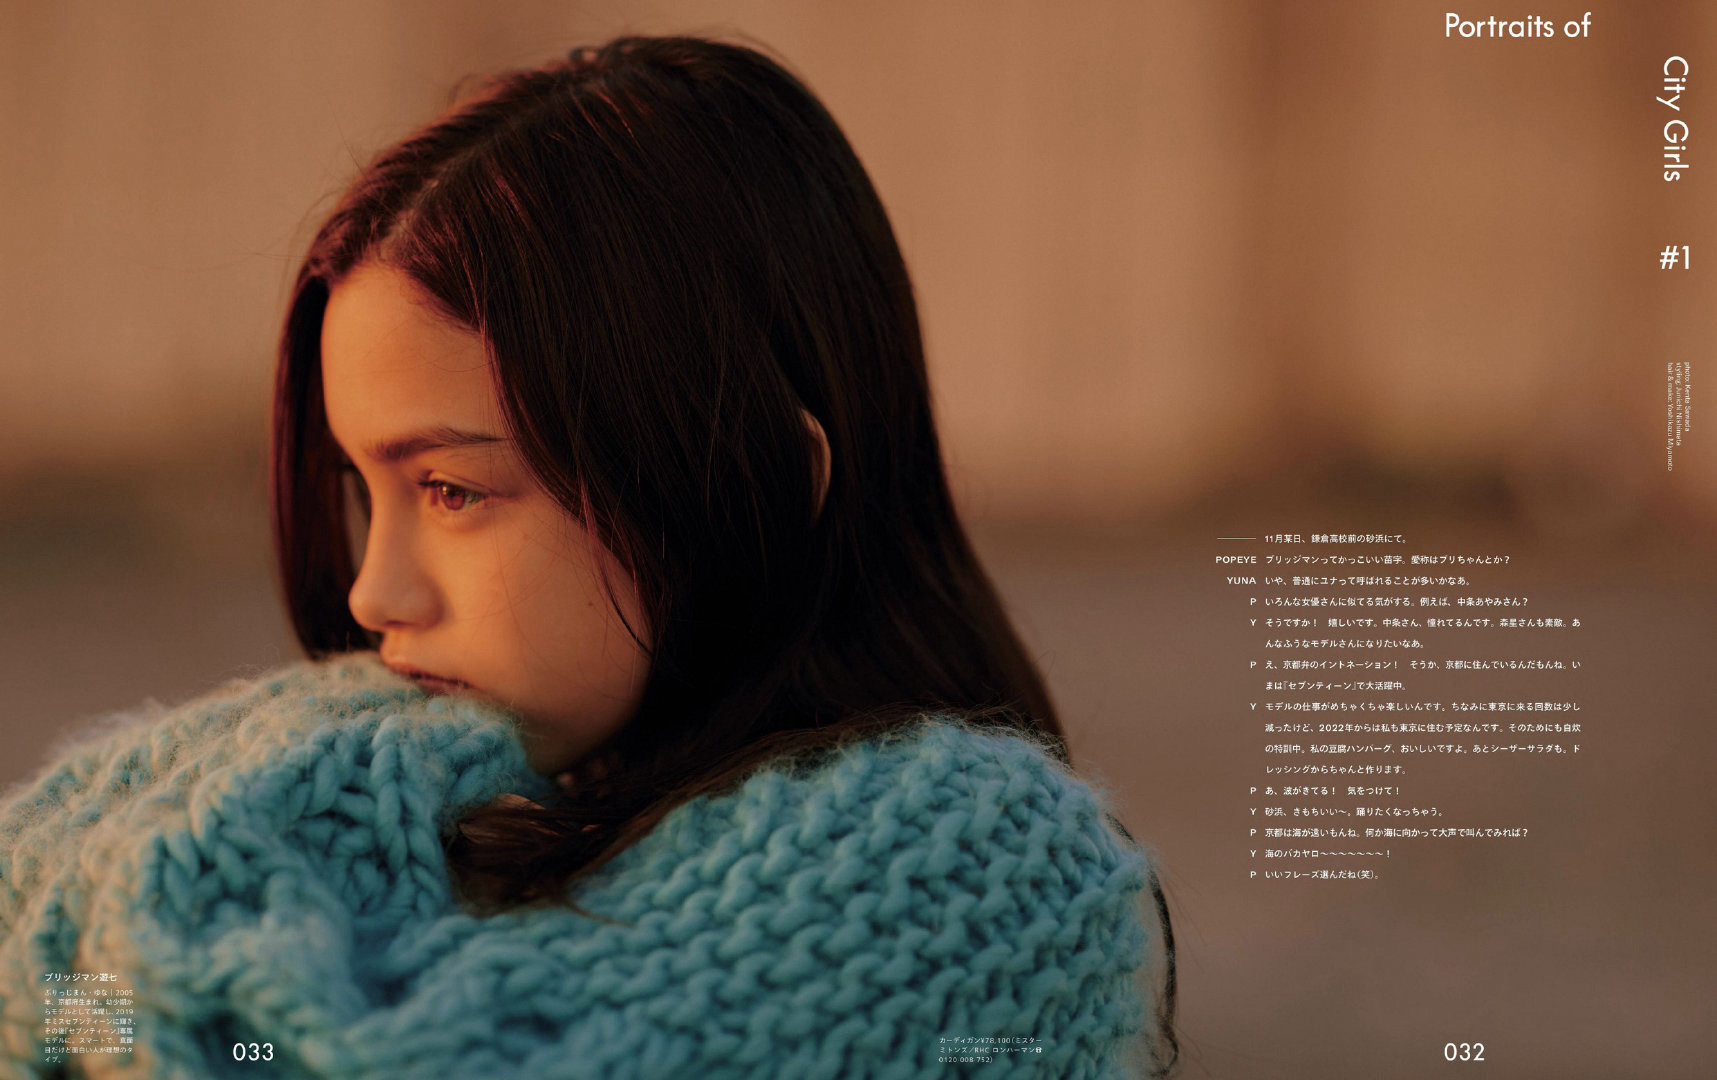 Portraits of
City Girls
#1
photo: Kento Sawada
styling: Junichi Nishimata
hair & make: Yoshikazu Miyamoto
11月某日、鎌倉高校前の砂浜にて。
POPEYE ブリッジマンってかっこいい苗字。愛称はブリちゃんとか？
YUNA いや、普通にユナって呼ばれることが多いかなあ。
P いろんな女優さんに似てる気がする。例えば、中条あやみさん？
Y そうですか！ 嬉しいです。中条さん、憧れてるんです。森星さんも素敵。あ
んなふうなモデルさんになりたいなあ。
P え、京都弁のイントネーション！ そうか、京都に住んでいるんだもんね。い
まは『セブンティーン』で大活躍中。
Y モデルの仕事がめちゃくちゃ楽しいんです。ちなみに東京に来る回数は少し
減ったけど、2022年からは私も東京に住む予定なんです。そのためにも自炊
の特訓中。私の豆腐ハンバーグ、おいしいですよ。あとシーザーサラダも。ド
レッシングからちゃんと作ります。
P あ、波がきてる！ 気をつけて！
Y 砂浜、きもちいい〜。踊りたくなっちゃう。
P 京都は海が遠いもんね。何か海に向かって大声で叫んでみれば？
Y 海のバカヤロ〜〜〜〜〜〜〜！
P いいフレーズ選んだね（笑）。
032
カーディガン¥78,100（ミスター
ミトンズ／RHC ロンハーマン☎
0120・008・752）
ブリッジマン遊七
ぶりっじまん・ゆな｜2005
年、京都府生まれ。幼少期か
らモデルとして活躍し、2019
年ミスセブンティーンに輝き、
その後『セブンティーン』専属
モデルに。スマートで、真面
目だけど面白い人が理想のタ
イプ。
033